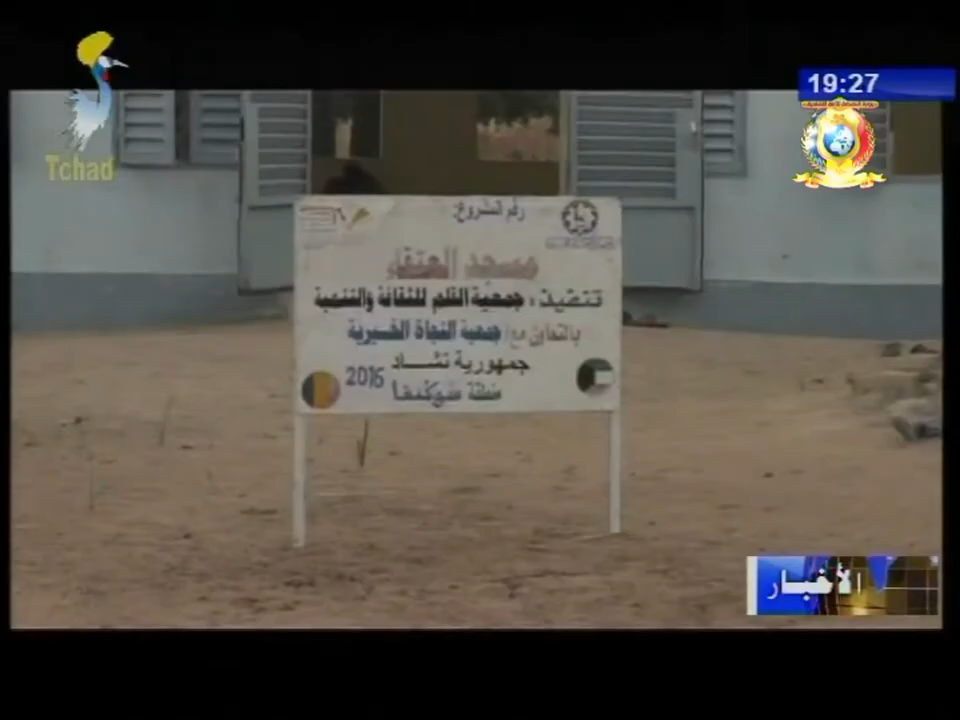 Tchad
19:27
رقم المشروع:
مسجد العتقاء
تنفيذ: جمعية القلم للثقافة والتنمية
بالتعاون مع/ جمعية النجاة الخيرية
جمهورية تشاد
2016
منطقة
الأخبار